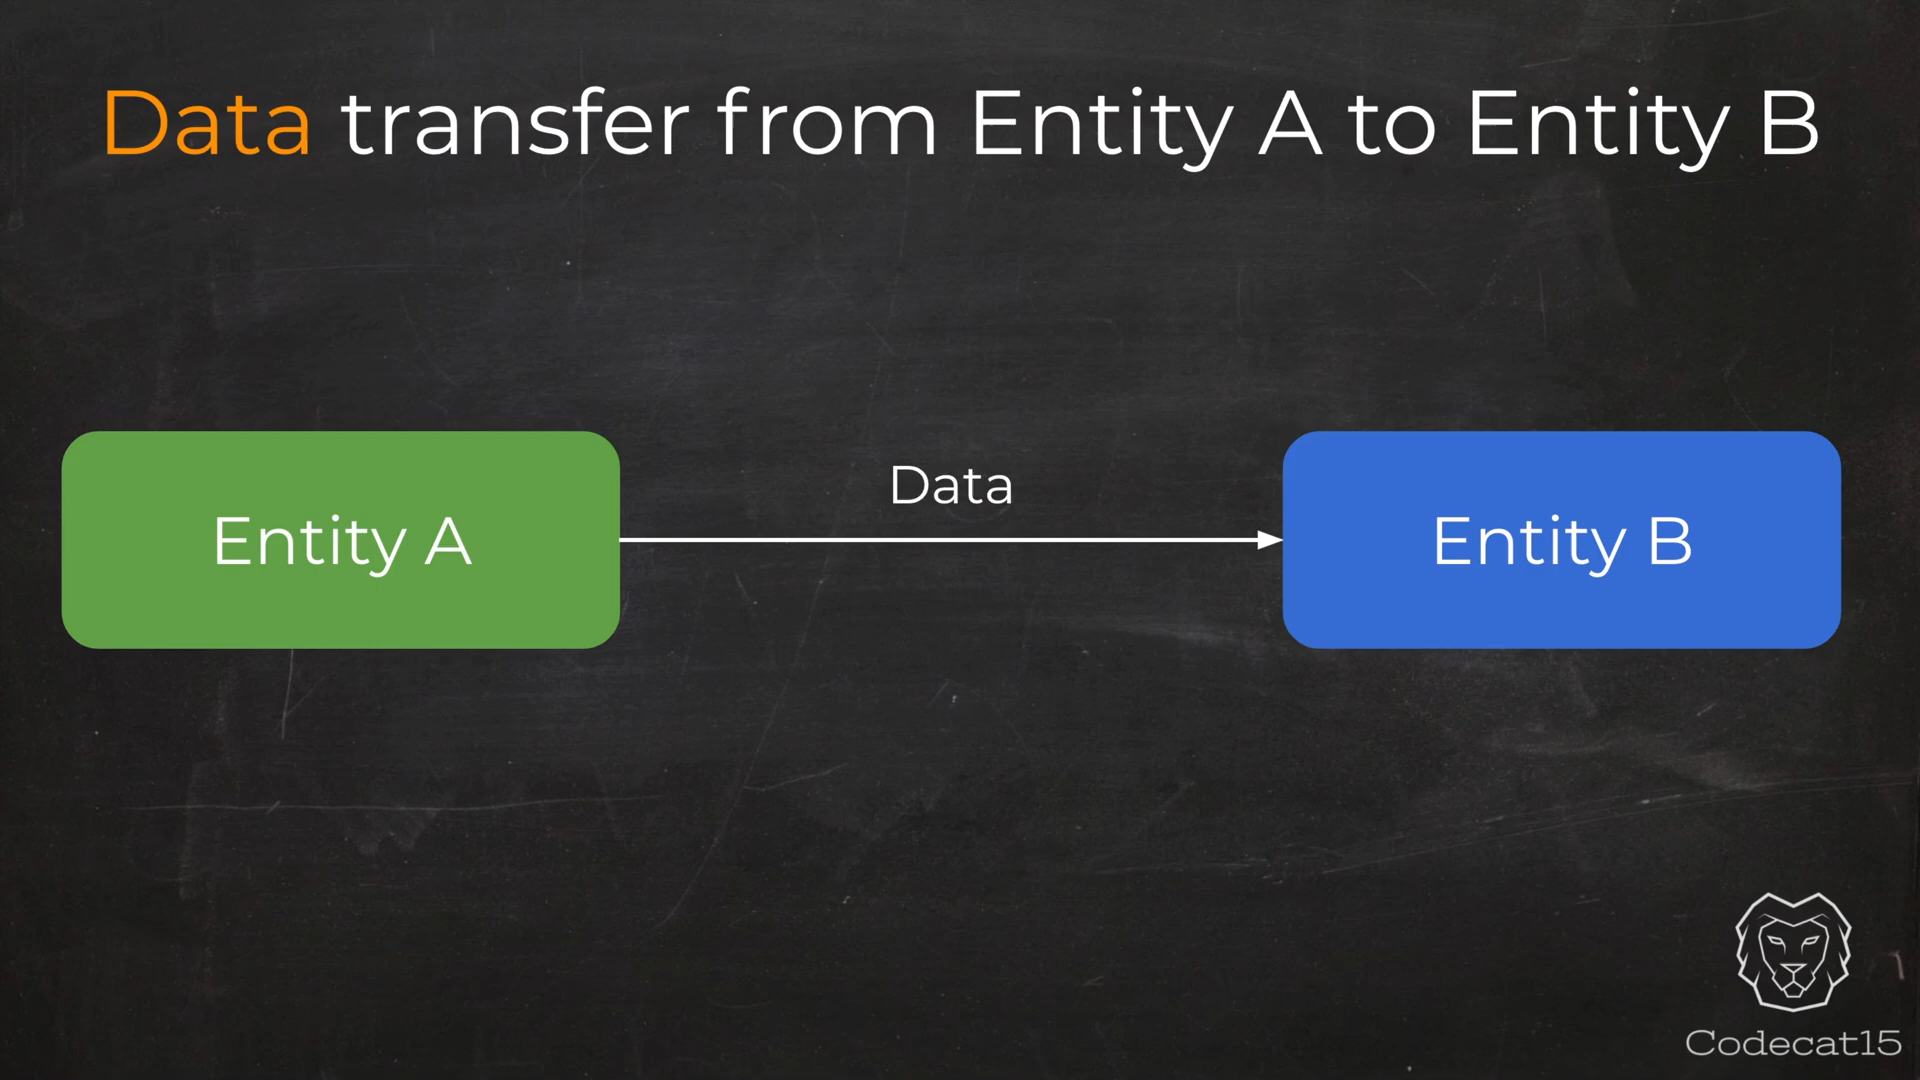 Data transfer from Entity A to Entity B
Data
Entity A
Entity B
Codecat15